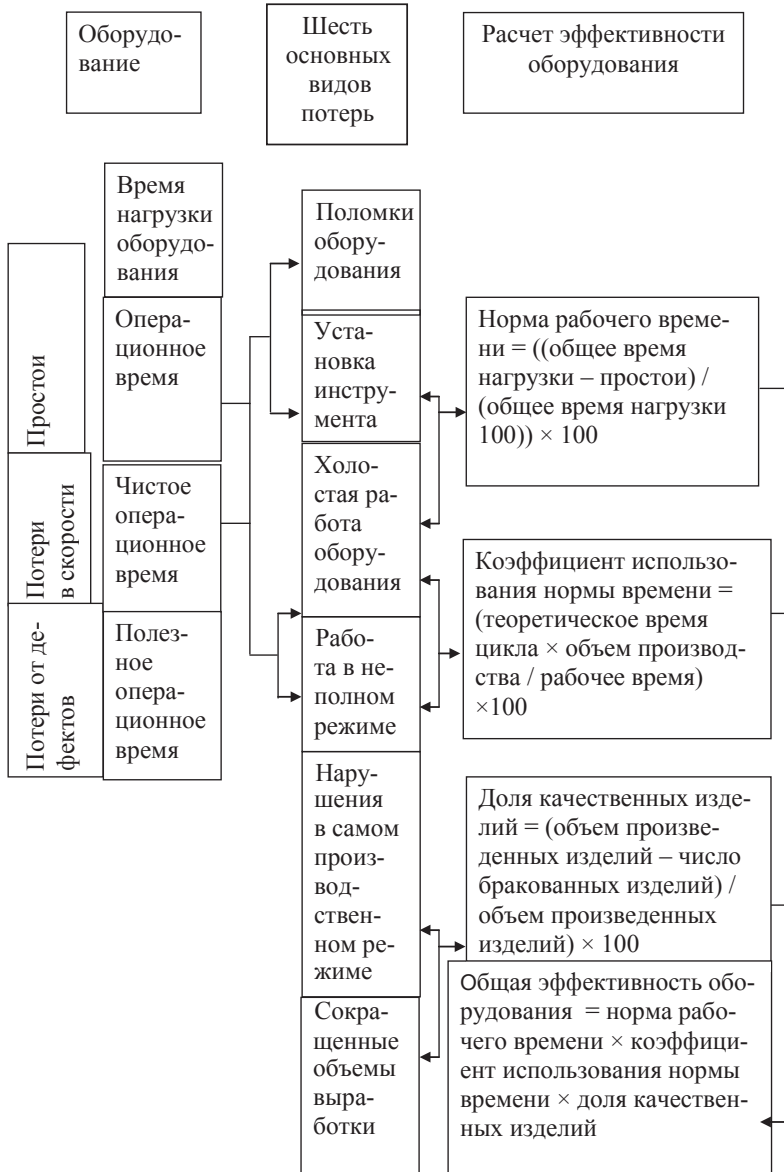 Оборудо-
вание
Шесть
основных
видов
потерь
Расчет эффективности
оборудования
Простои
Потери
в скорости
Потери от де-
фектов
Время
нагрузки
оборудо-
вания
Опера-
ционное
время
Чистое
опера-
ционное
время
Полез-
ное
опера-
ционное
время
Поломки
обору-
дования
Уста-
новка
инстру-
мента
Холо-
стая ра-
бота
оборудо-
дования
Рабо-
та в не-
полном
режиме
Нару-
шения
в самом
произ-
вод-
ствен-
ном ре-
жиме
Сокра-
щенные
объемы
выра-
ботки
Норма рабочего време-
ни = ((общее время
нагрузки – простои) /
(общее время нагрузки
100)) × 100
Коэффициент использо-
вания нормы времени =
(теоретическое время
цикла × объем производ-
ства / рабочее время)
×100
Доля качественных изде-
лий = (объем произве-
денных изделий – число
бракованных изделий) /
объем произведенных
изделий) × 100
Общая эффективность обо-
рудования = норма рабо-
чего времени × коэффици-
ент использования нормы
времени × доля качествен-
ных изделий